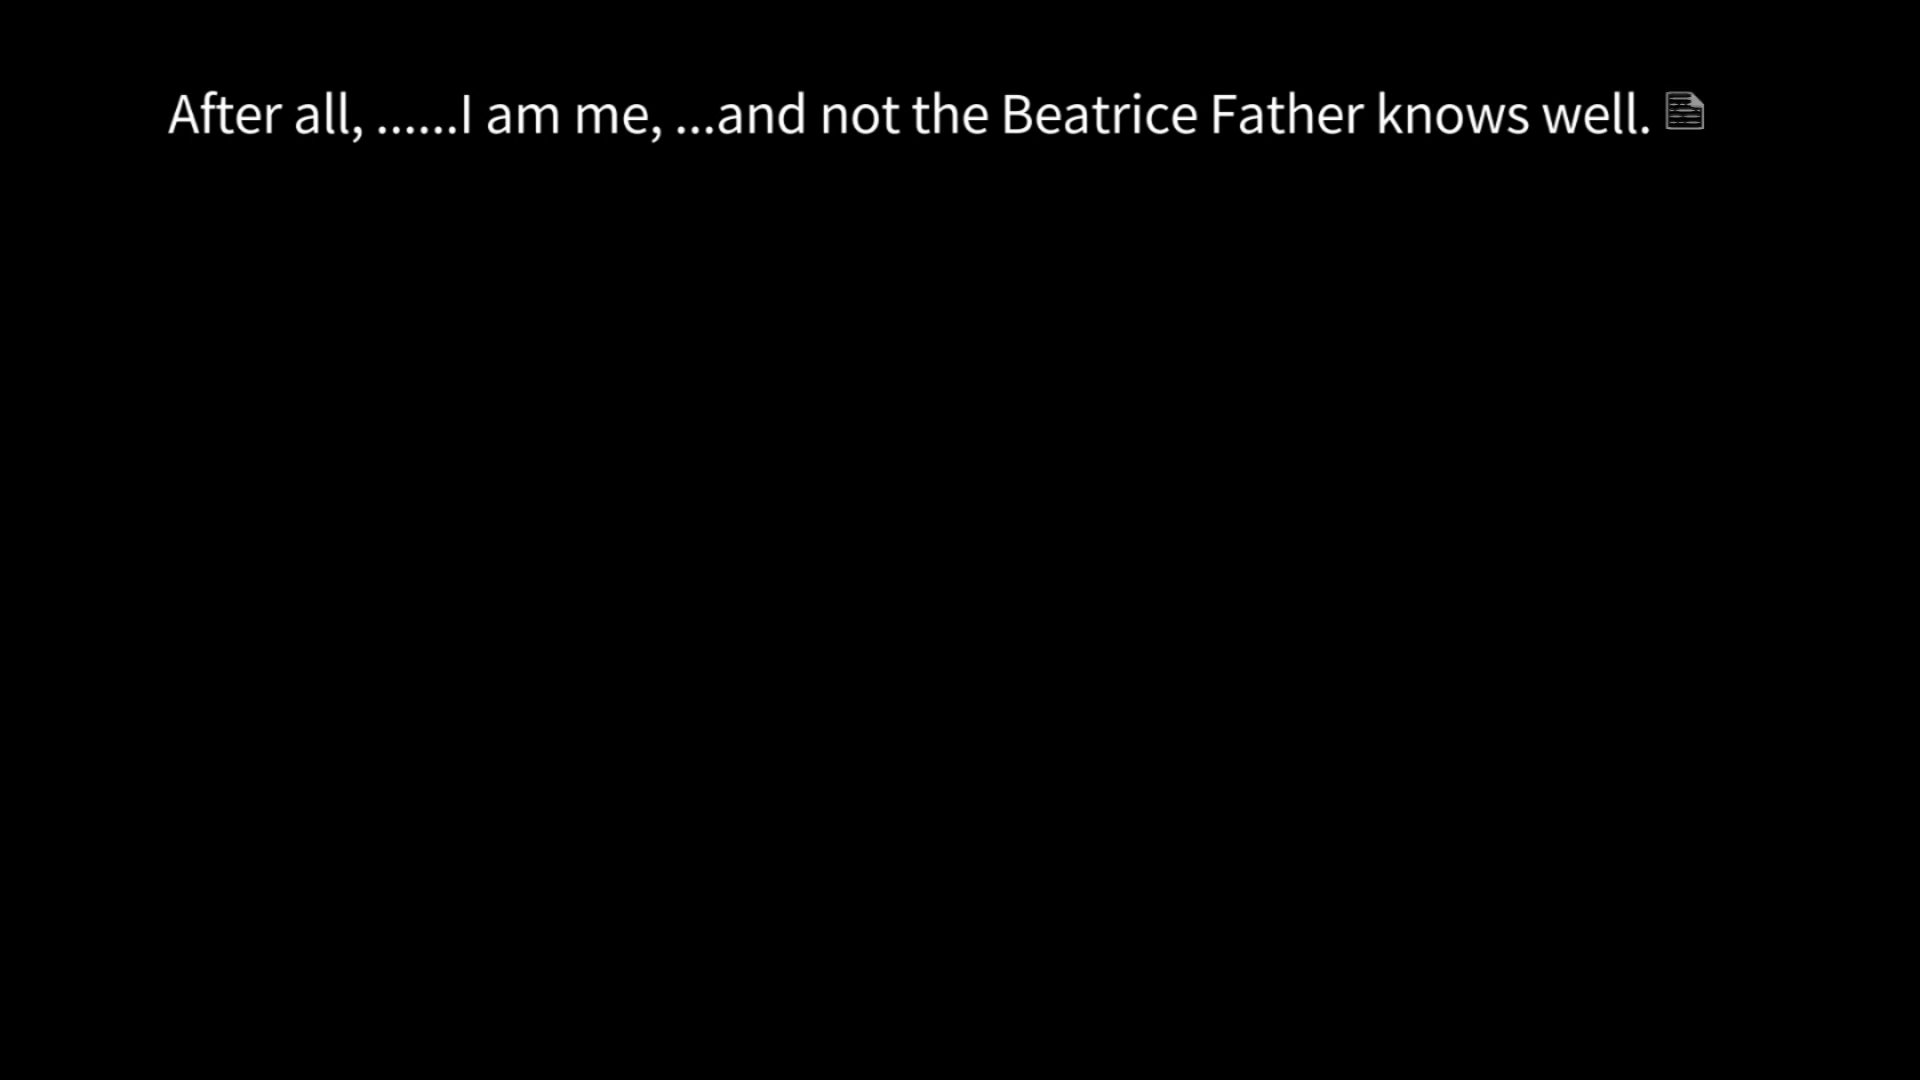 After all, ......I am me, ...and not the Beatrice Father knows well.